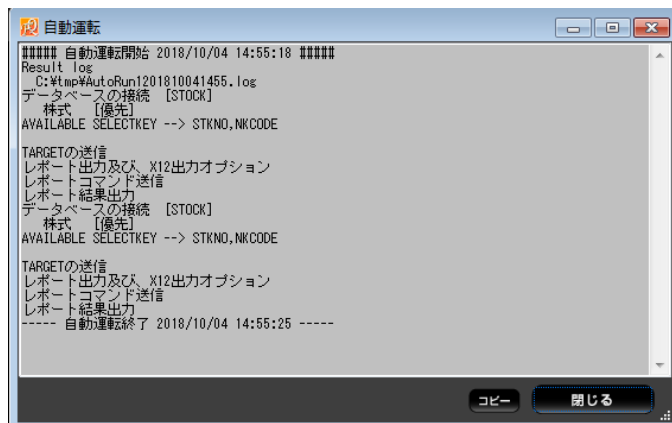 自動運転
##### 自動運転開始 2018/10/04 14:55:18 #####
Result log
C:¥tmp¥AutoRun1201810041455.log
データベースの接続 [STOCK]
株式 [優先]
AVAILABLE SELECTKEY --> STKNO,NKCODE
TARGETの送信
レポート出力及び、X12出力オプション
レポートコマンド送信
レポート結果出力
データベースの接続 [STOCK]
株式 [優先]
AVAILABLE SELECTKEY --> STKNO,NKCODE
TARGETの送信
レポート出力及び、X12出力オプション
レポートコマンド送信
レポート結果出力
----- 自動運転終了 2018/10/04 14:55:25 -----
コピー 閉じる